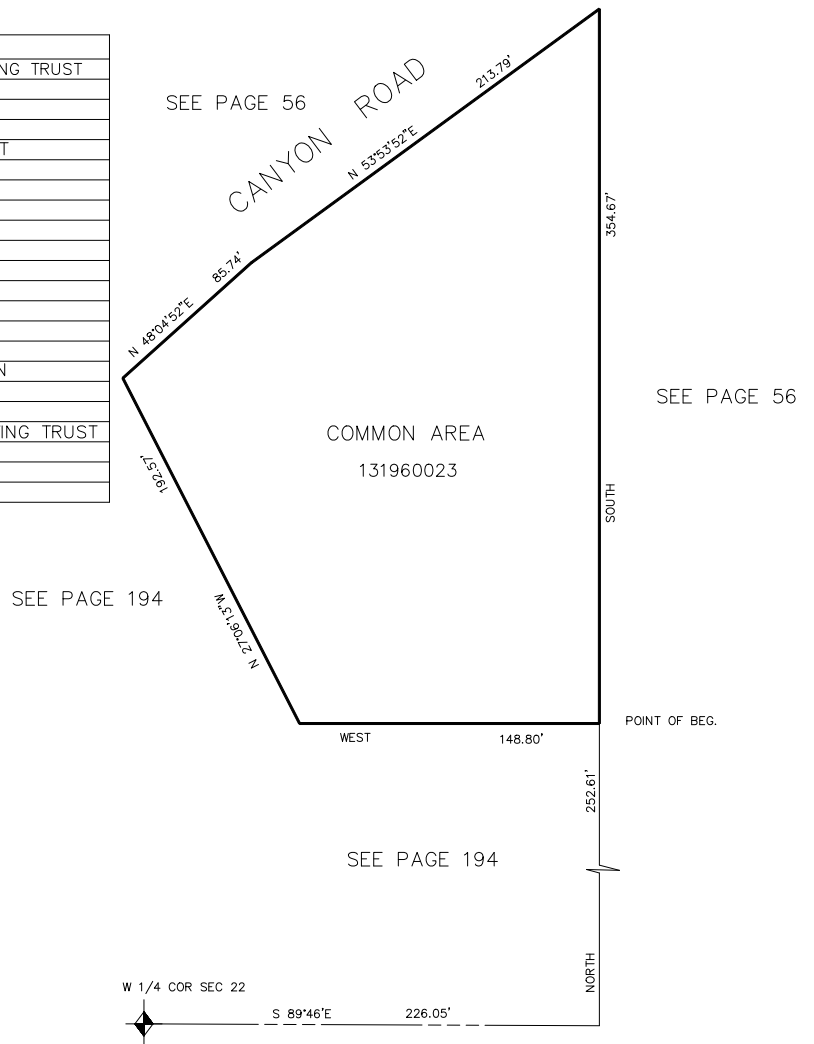 NG TRUST
T
N
ING TRUST
SEE PAGE 56
CANYON ROAD
213.79'
N 53°53'52"E
85.74'
N 48°04'52"E
354.67'
SEE PAGE 56
COMMON AREA
131960023
192.57'
SOUTH
SEE PAGE 194
N 27°06'13"W
POINT OF BEG.
WEST 148.80'
252.61'
SEE PAGE 194
NORTH
W 1/4 COR SEC 22
S 89°46'E 226.05'